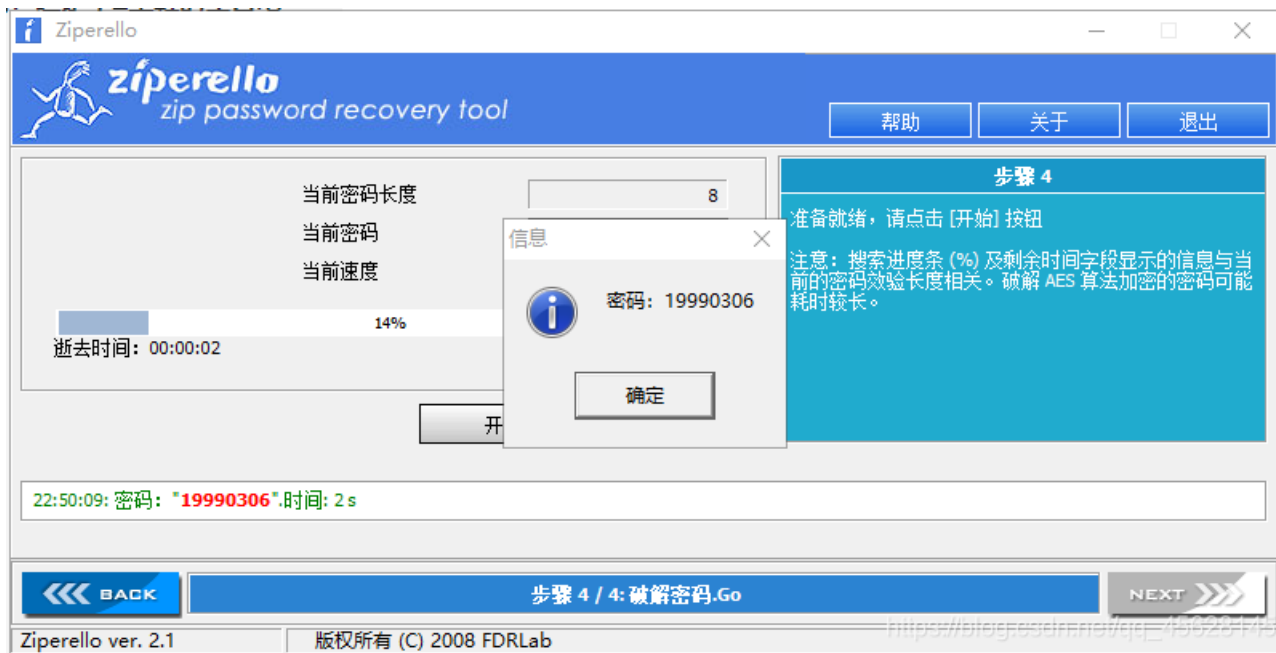 Ziperello
ziperello
zip password recovery tool
帮助
关于
退出
当前密码长度
8
当前密码
当前速度
14%
逝去时间：00:00:02
开
信息
密码：19990306
确定
步骤 4
准备就绪，请点击 [开始] 按钮
注意：搜索进度条 (%) 及剩余时间字段显示的信息与当
前的密码效验长度相关。破解 AES 算法加密的密码可能
耗时较长。
22:50:09: 密码："19990306".时间: 2 s
BACK
步骤 4 / 4: 破解密码.Go
NEXT
Ziperello ver. 2.1
版权所有 (C) 2008 FDRLab